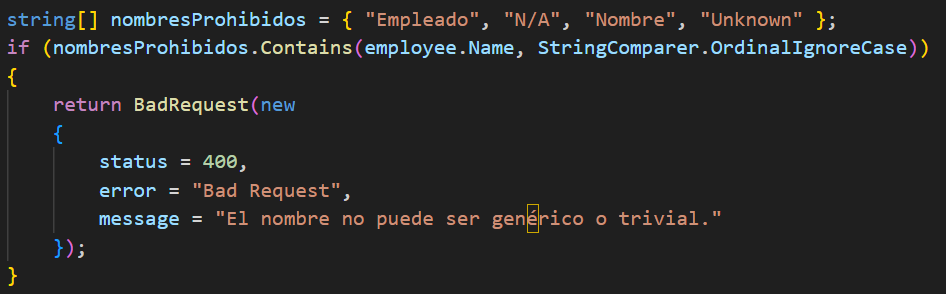 string[] nombresProhibidos = { "Empleado", "N/A", "Nombre", "Unknown" };
if (nombresProhibidos.Contains(employee.Name, StringComparer.OrdinalIgnoreCase))
{
    return BadRequest(new
    {
        status = 400,
        error = "Bad Request",
        message = "El nombre no puede ser genérico o trivial."
    });
}